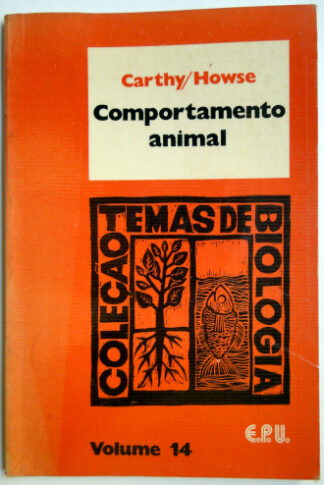 Carthy/Howse
Comportamento
animal
COLEÇÃO
TEMAS DE
BIOLOGIA
Volume 14
E.P.U.